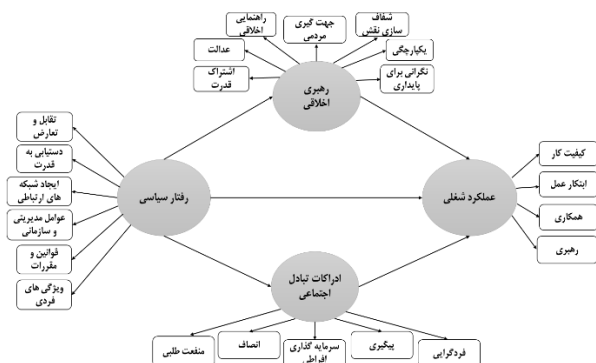 شفاف
سازی نقش
جهت گیری
مردمی
راهنمایی
اخلاقی
یکپارچگی
عدالت
نگرانی برای
پایداری
اشتراک
قدرت
رهبری
اخلاقی
تقابل و
تعارض
دستیابی به
قدرت
ایجاد شبکه
های ارتباطی
عوامل مدیریتی
و سازمانی
قوانین و
مقررات
ویژگی های
فردی
رفتار سیاسی
عملکرد شغلی
کیفیت کار
ابتکار عمل
همکاری
رهبری
ادراکات تبادل
اجتماعی
فردگرایی
پیگیری
سرمایه گذاری
افراطی
انصاف
منفعت طلبی